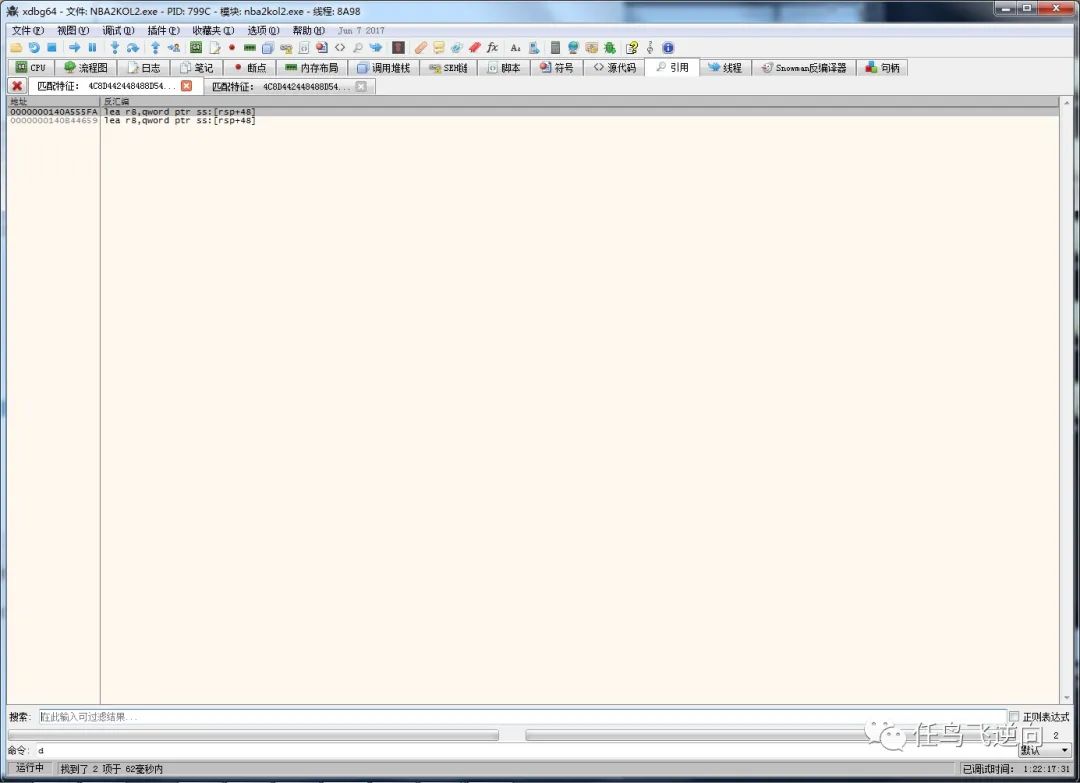 xdbg64 - 文件: NBA2KOL2.exe - PID: 799C - 模块: nba2kol2.exe - 线程: 8A98
文件(F) 视图(V) 调试(D) 插件(P) 收藏夹(I) 选项(O) 帮助(H) Jun 7 2017
CPU 流程图 日志 笔记 断点 内存布局 调用堆栈 SEH链 脚本 符号 源代码 引用 线程 Snowman反编译器 句柄
匹配特征: 4C8D442448488D54... 匹配特征: 4C8D442448488D54...
地址 反汇编
0000000140A555FA lea r8,qword ptr ss:[rsp+48]
0000000140B44659 lea r8,qword ptr ss:[rsp+48]
搜索: 在此输入可过滤结果... 正则表达式
2
任鸟飞逆向
命令: d 默认
运行中 找到了 2 项于 62毫秒内 已调试时间: 1:22:17:31